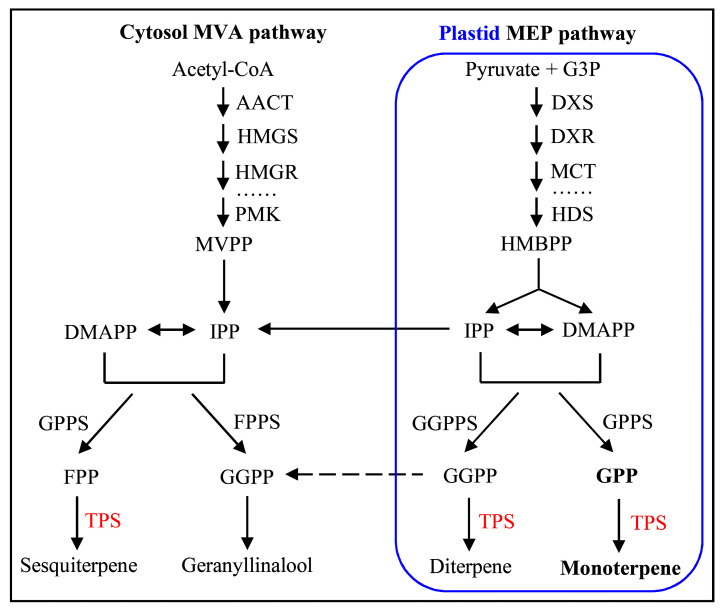 Cytosol MVA pathway
Plastid MEP pathway
Acetyl-CoA
Pyruvate + G3P
AACT
DXS
HMGS
DXR
HMGR
MCT
......
......
PMK
HDS
MVPP
HMBPP
DMAPP
IPP
IPP
DMAPP
GPPS
FPPS
GGPPS
GPPS
FPP
GGPP
GGPP
GPP
TPS
TPS
TPS
Sesquiterpene
Geranyllinalool
Diterpene
Monoterpene